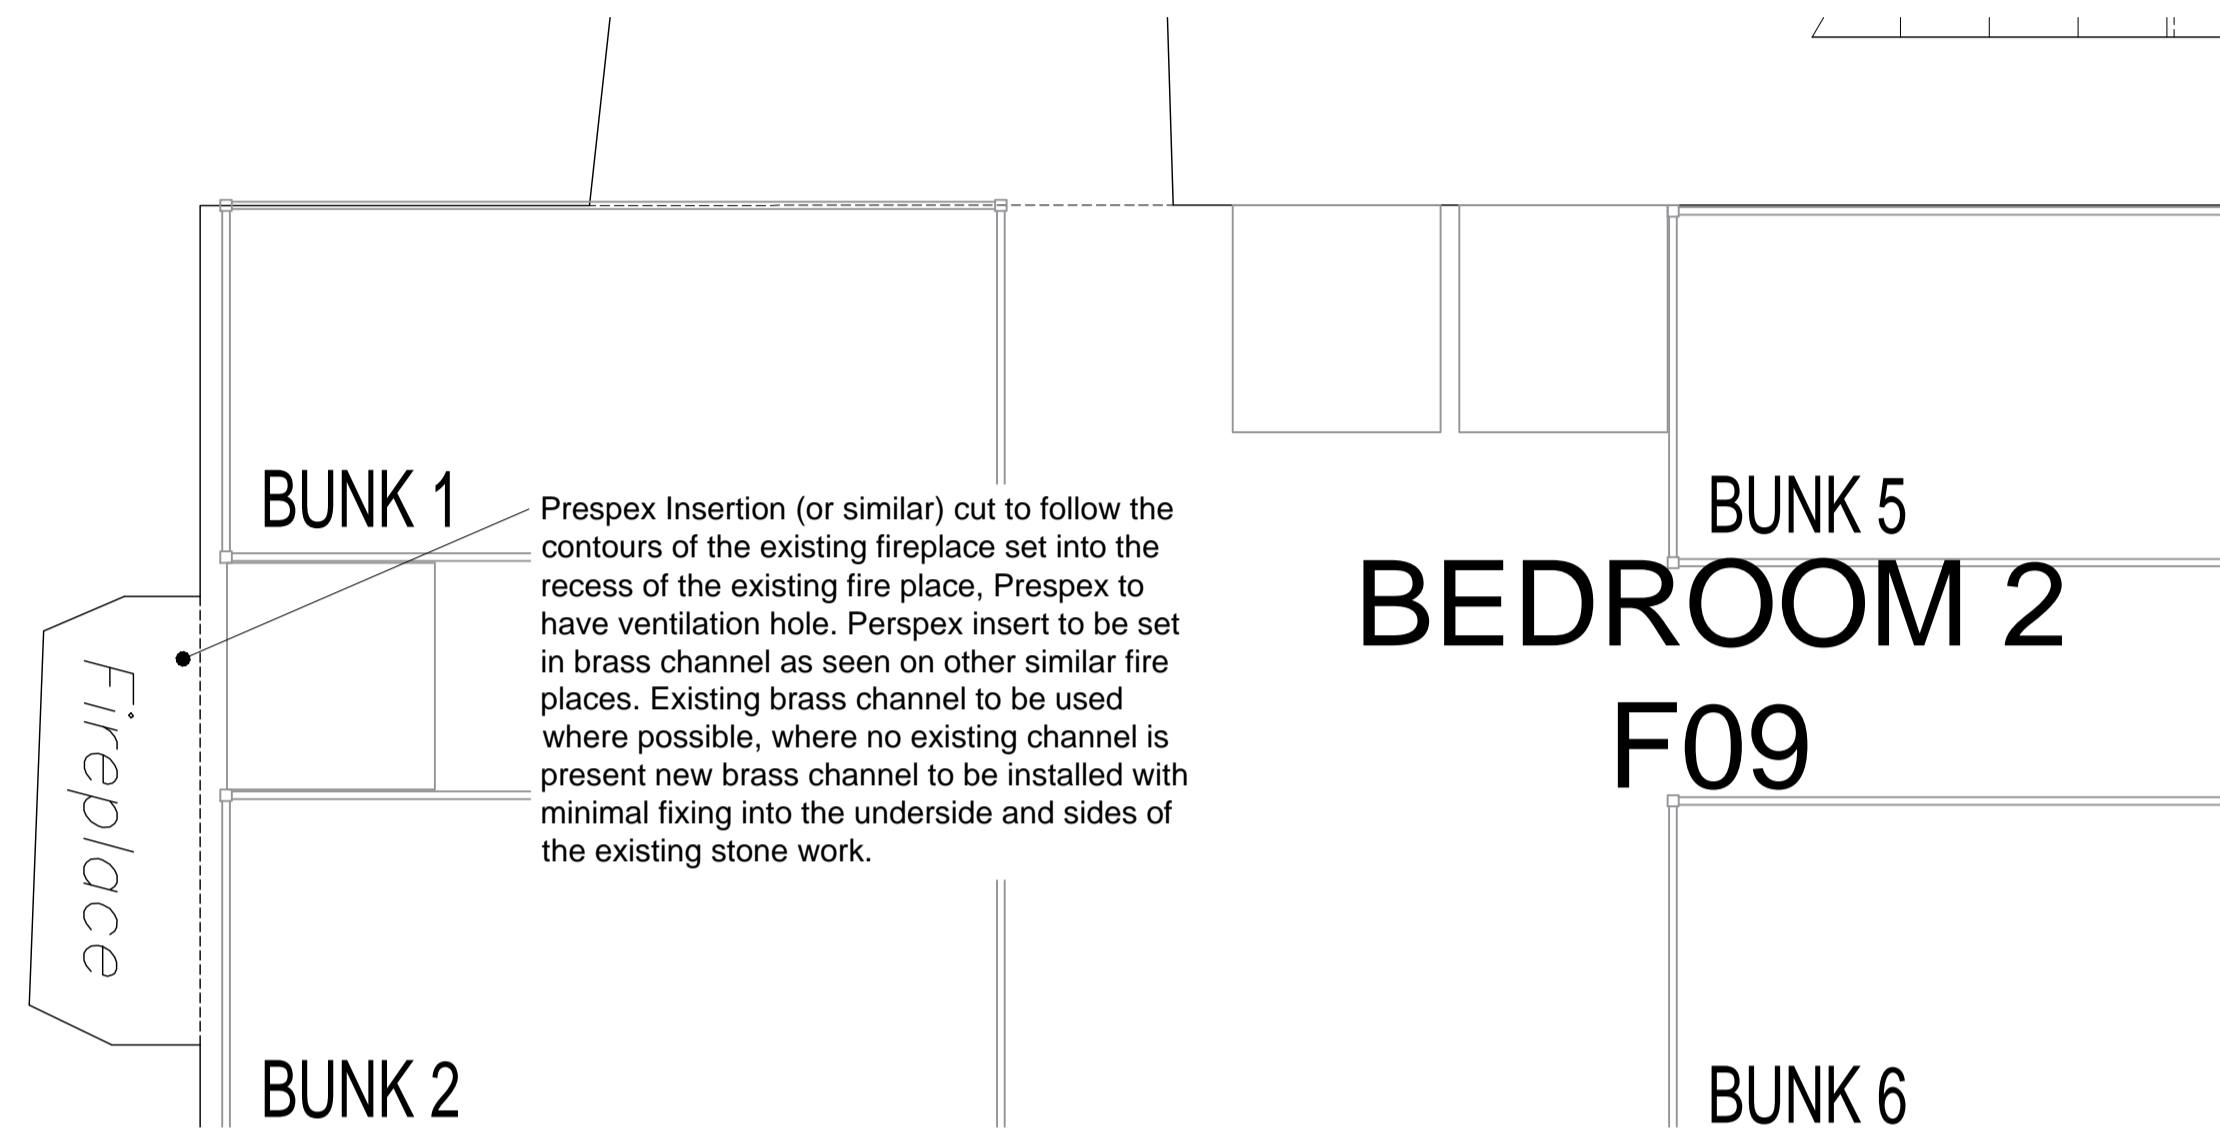 BUNK 1
Prespex Insertion (or similar) cut to follow the
contours of the existing fireplace set into the
recess of the existing fire place, Prespex to
have ventilation hole. Perspex insert to be set
in brass channel as seen on other similar fire
places. Existing brass channel to be used
where possible, where no existing channel is
present new brass channel to be installed with
minimal fixing into the underside and sides of
the existing stone work.
BUNK 5
BEDROOM 2
F09
Fireplace
BUNK 2
BUNK 6